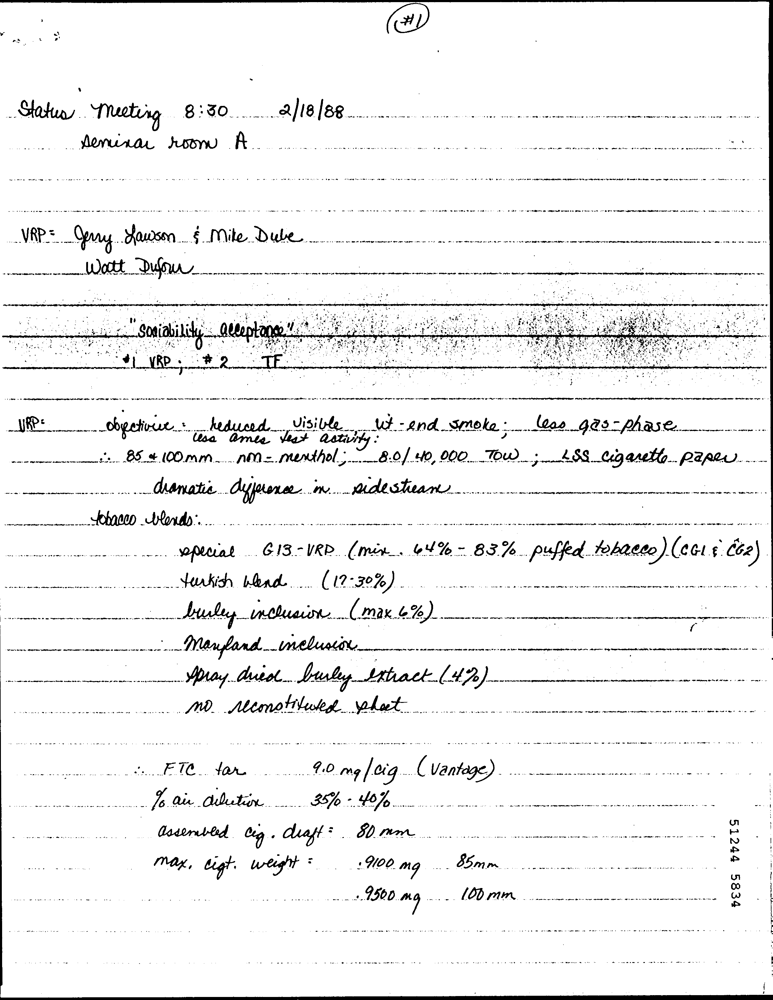 #1
Status Meeting 8:30 2/18/88
seminar room A
VRP= Jerry Lawson & Mike Dube
Watt Dufour
"Sociability acceptance"
#1 VRP; #2 TF
VRP: objective: reduced visible lit-end smoke; less gas-phase
less ames test activity:
∴ 85 & 100mm non-menthol; 8.0/40,000 TOW; LSS cigarette paper
dramatic difference in sidestream
tobacco blends:
special G13-VRP (min. 64% - 83% puffed tobacco) (CG1 & CG2)
turkish blend (17-30%)
burley inclusion (max 6%)
Maryland inclusion
spray dried burley extract (4%)
no reconstituted sheet
∴ FTC tar 9.0 mg/cig (Vantage)
% air dilution 35% - 40%
assembled cig. draft: 80 mm
max. cigt. weight: .9100 mg 85mm
.9500 mg 100 mm
51244 5834